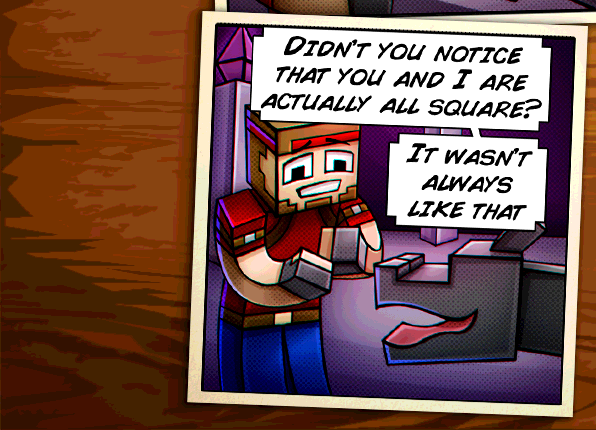 Didn't you notice
that you and I are
actually all square?
It wasn't
always
like that